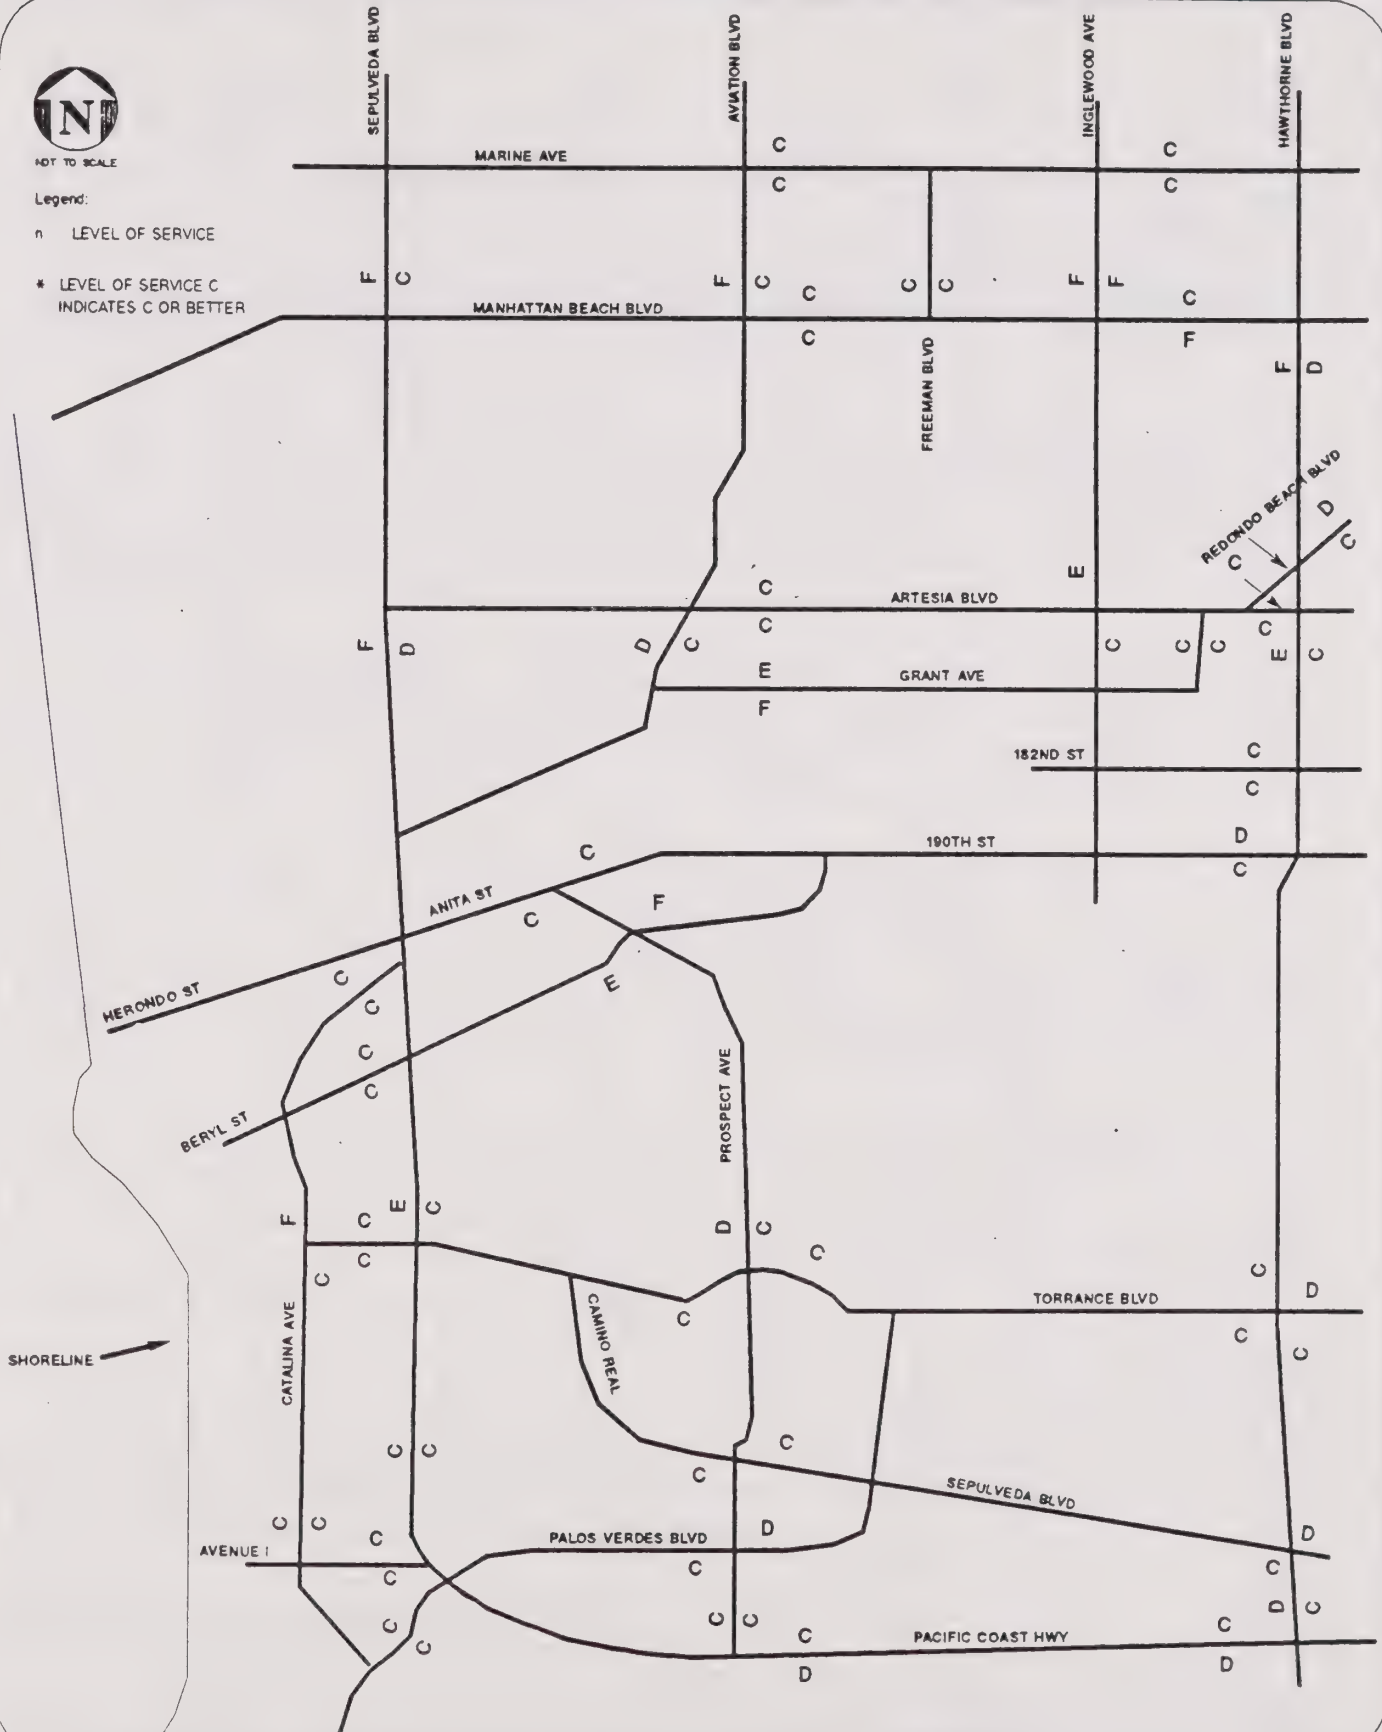 SEPULVEDA BLVD
AVIATION BLVD
INGLEWOOD AVE
HAWTHORNE BLVD
N
NOT TO SCALE
Legend:
n LEVEL OF SERVICE
* LEVEL OF SERVICE C
INDICATES C OR BETTER
MARINE AVE
C
C
C
C
F
C
F
C
C
C
C
F
F
C
MANHATTAN BEACH BLVD
C
F
FREEMAN BLVD
F
D
REDONDO BEACH BLVD
D
C
C
E
C
ARTESIA BLVD
C
C
F
D
D
C
C
C
C
E
C
E
GRANT AVE
F
182ND ST
C
C
190TH ST
D
C
C
ANITA ST
C
F
HERONDO ST
C
C
E
C
C
BERYL ST
PROSPECT AVE
F
C
E
C
D
C
C
C
C
C
D
TORRANCE BLVD
C
C
C
CAMINO REAL
CATALINA AVE
SHORELINE
C
C
C
C
SEPULVEDA BLVD
C
C
C
D
D
PALOS VERDES BLVD
AVENUE I
C
C
C
C
C
C
C
D
C
C
C
PACIFIC COAST HWY
D
D